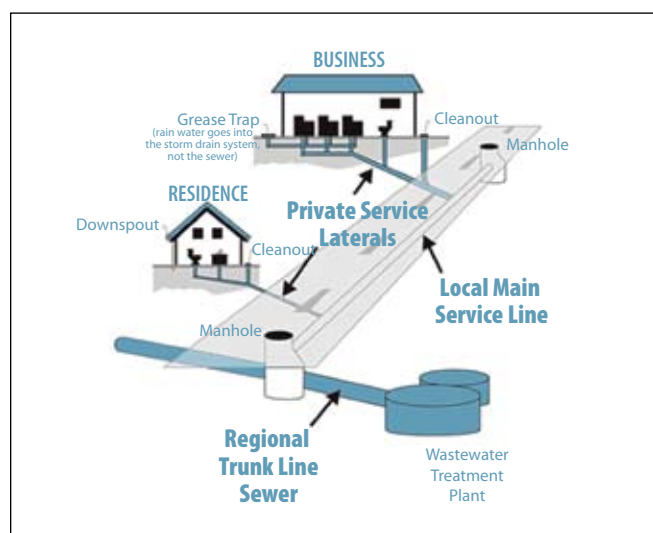 BUSINESS
Grease Trap
(rain water goes into
the storm drain system,
not the sewer)
Cleanout
Manhole
RESIDENCE
Downspout
Cleanout
Private Service
Laterals
Local Main
Service Line
Manhole
Regional
Trunk Line
Sewer
Wastewater
Treatment
Plant